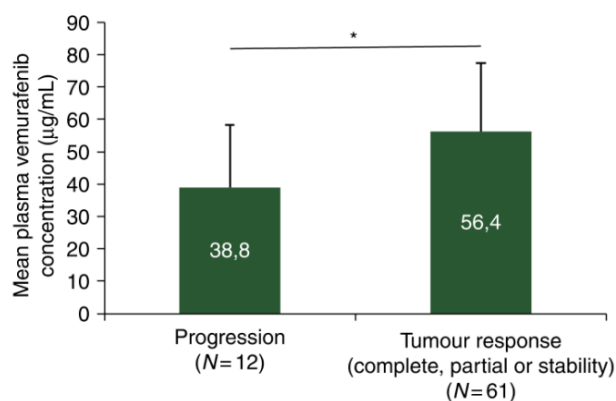 Mean plasma vemurafenib
concentration (μg/mL)
90
80
70
60
50
40
30
20
10
0
*
38,8
56,4
Progression
(N=12)
Tumour response
(complete, partial or stability)
(N=61)